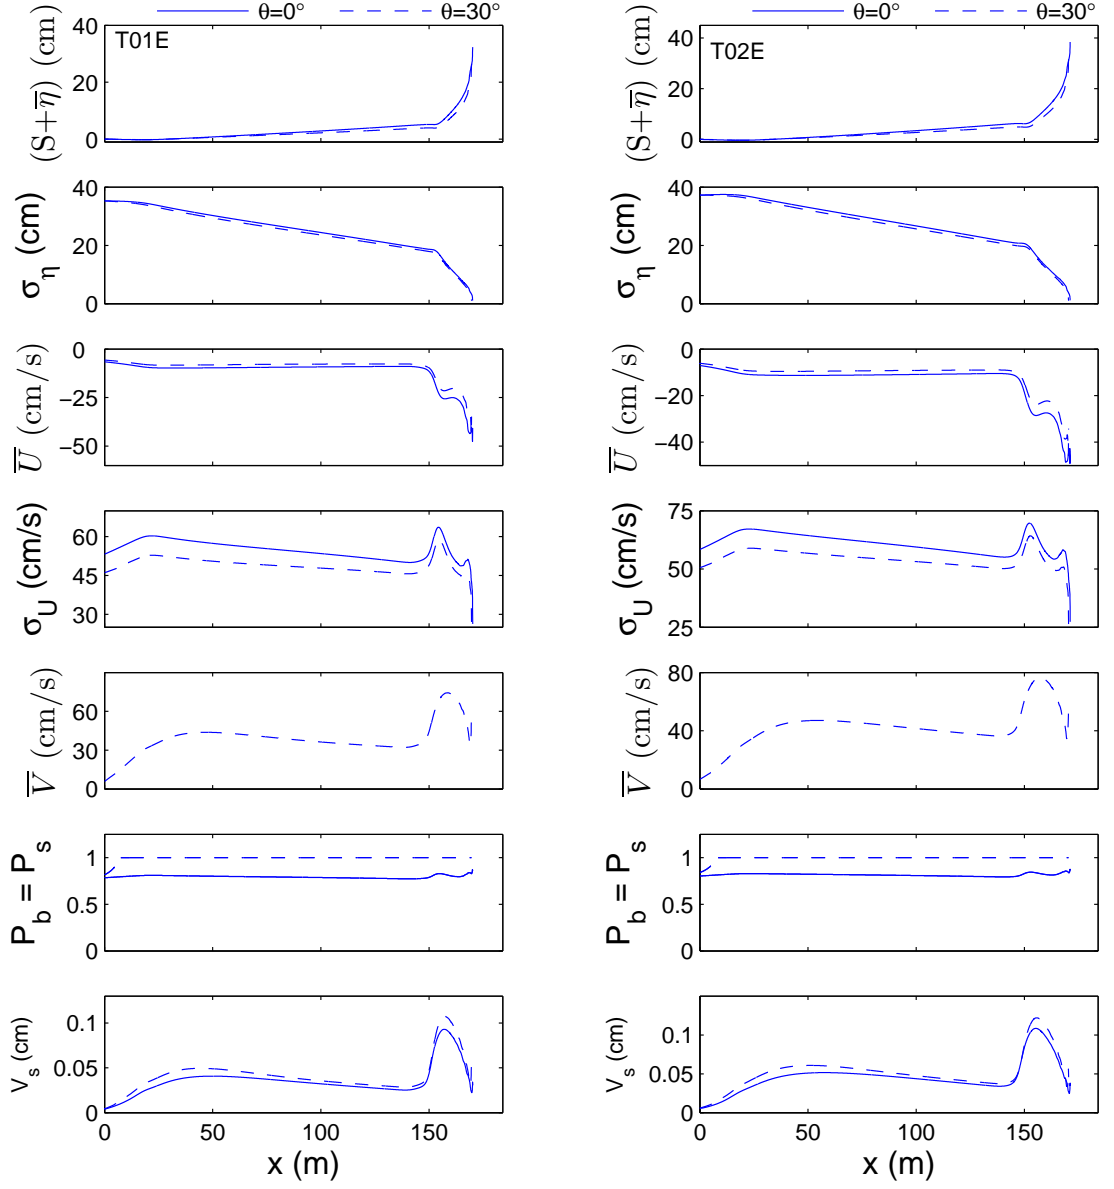 θ=0° θ=30°
T01E
(S+η̅) (cm)
40
20
0
σ_η (cm)
40
20
0
U̅ (cm/s)
0
−25
−50
σ_U (cm/s)
60
45
30
V̅ (cm/s)
60
30
0
P_b = P_s
1
0.5
0
V_s (cm)
0.1
0.05
0
0 50 100 150
x (m)
θ=0° θ=30°
T02E
(S+η̅) (cm)
40
20
0
σ_η (cm)
40
20
0
U̅ (cm/s)
0
−20
−40
σ_U (cm/s)
75
50
25
V̅ (cm/s)
80
40
0
P_b = P_s
1
0.5
0
V_s (cm)
0.1
0.05
0
0 50 100 150
x (m)